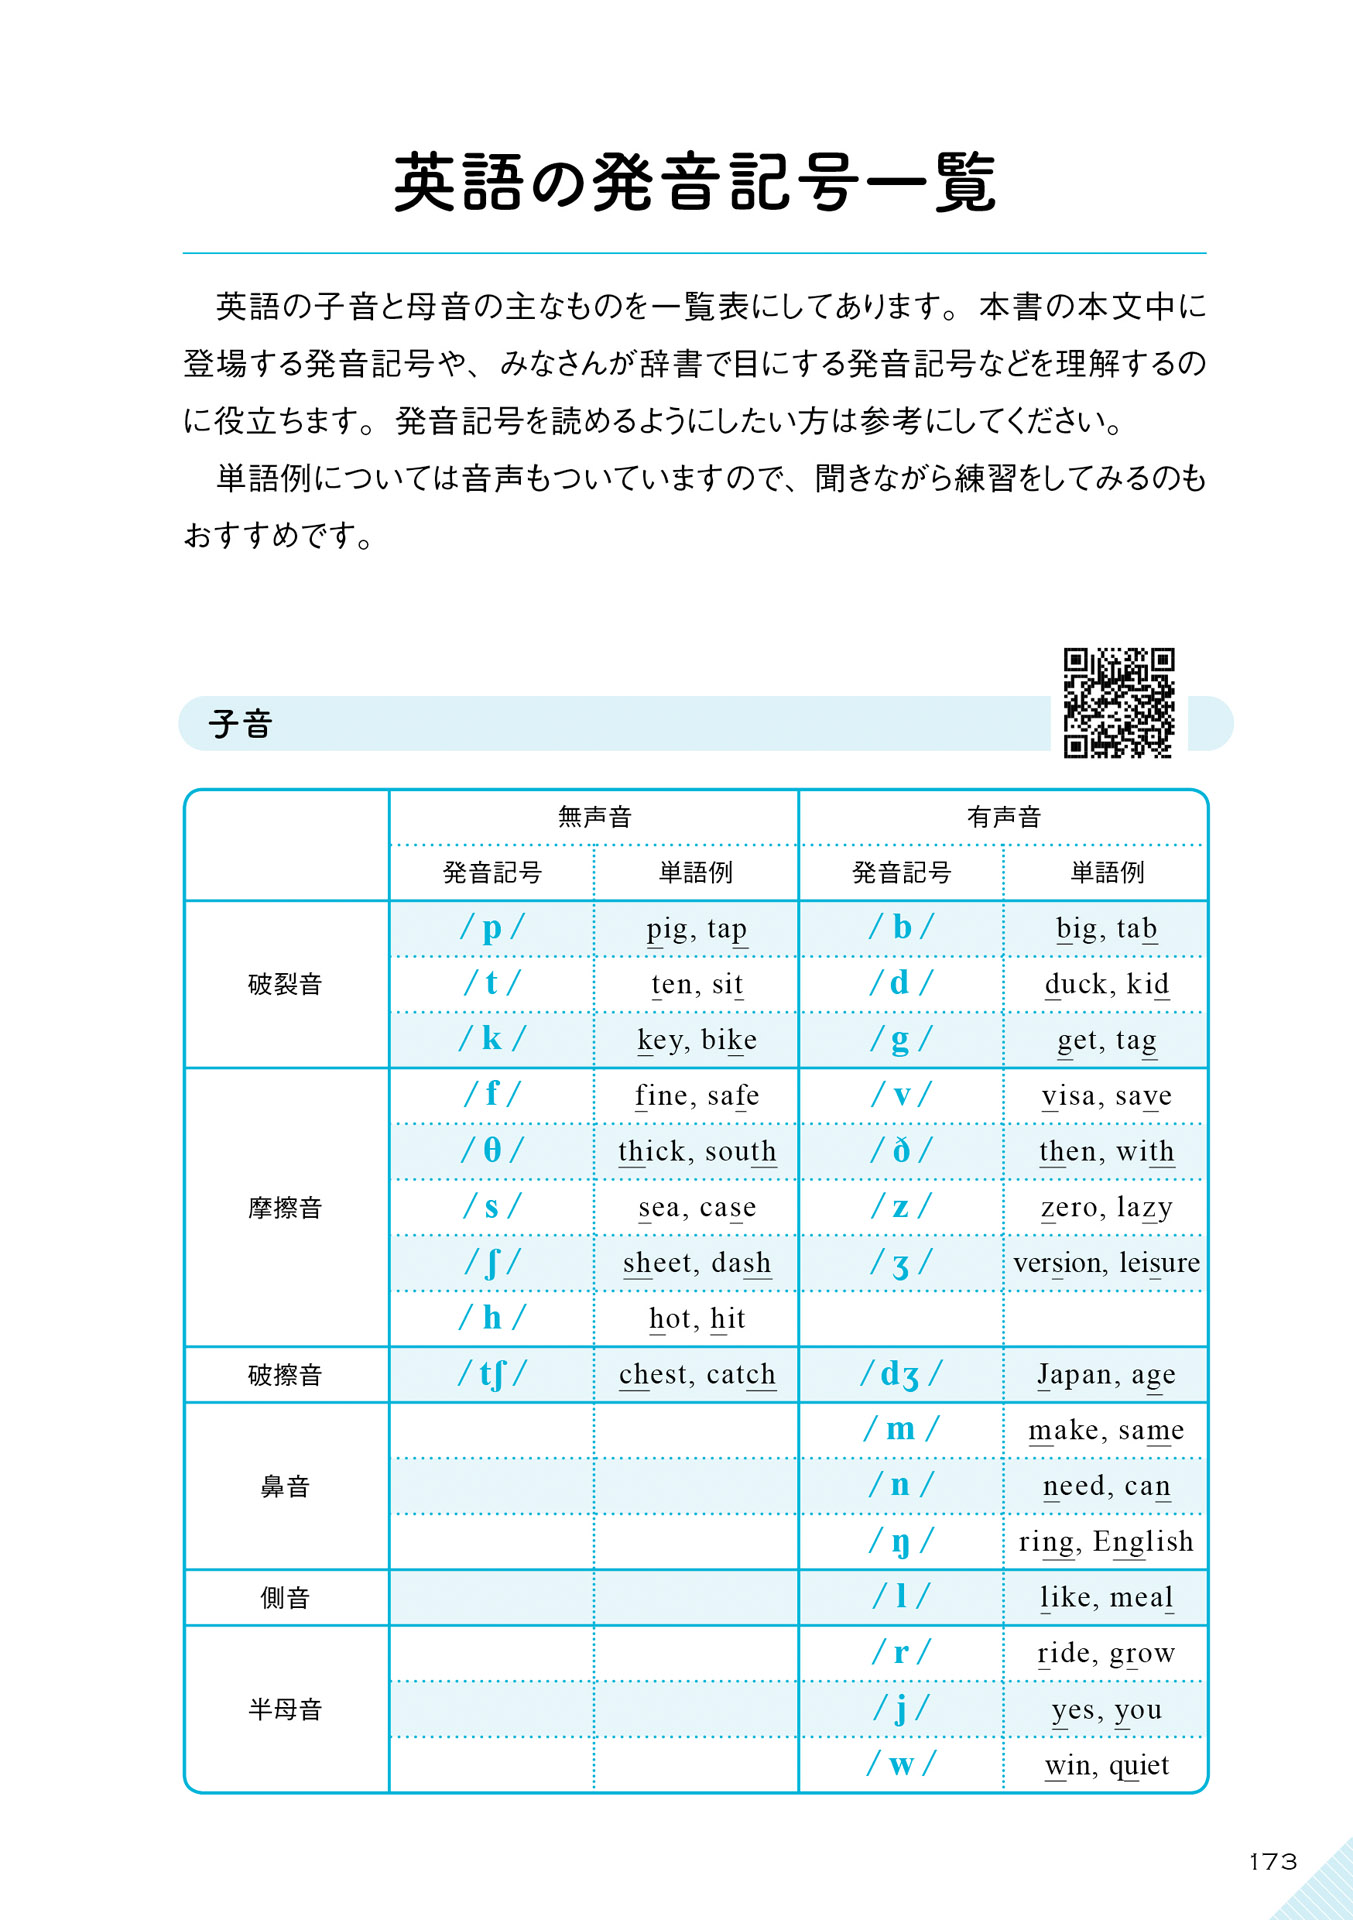 英語の発音記号一覧
英語の子音と母音の主なものを一覧表にしてあります。本書の本文中に
登場する発音記号や、みなさんが辞書で目にする発音記号などを理解するの
に役立ちます。発音記号を読めるようにしたい方は参考にしてください。
単語例については音声もついていますので、聞きながら練習をしてみるのも
おすすめです。
子音
無声音 有声音
発音記号 単語例 発音記号 単語例
破裂音
/ p / pig, tap / b / big, tab
/ t / ten, sit / d / duck, kid
/ k / key, bike / g / get, tag
摩擦音
/ f / fine, safe / v / visa, save
/ θ / thick, south / ð / then, with
/ s / sea, case / z / zero, lazy
/ ʃ / sheet, dash / ʒ / version, leisure
/ h / hot, hit
破擦音 / tʃ / chest, catch / dʒ / Japan, age
鼻音
/ m / make, same
/ n / need, can
/ ŋ / ring, English
側音 / l / like, meal
半母音
/ r / ride, grow
/ j / yes, you
/ w / win, quiet
173